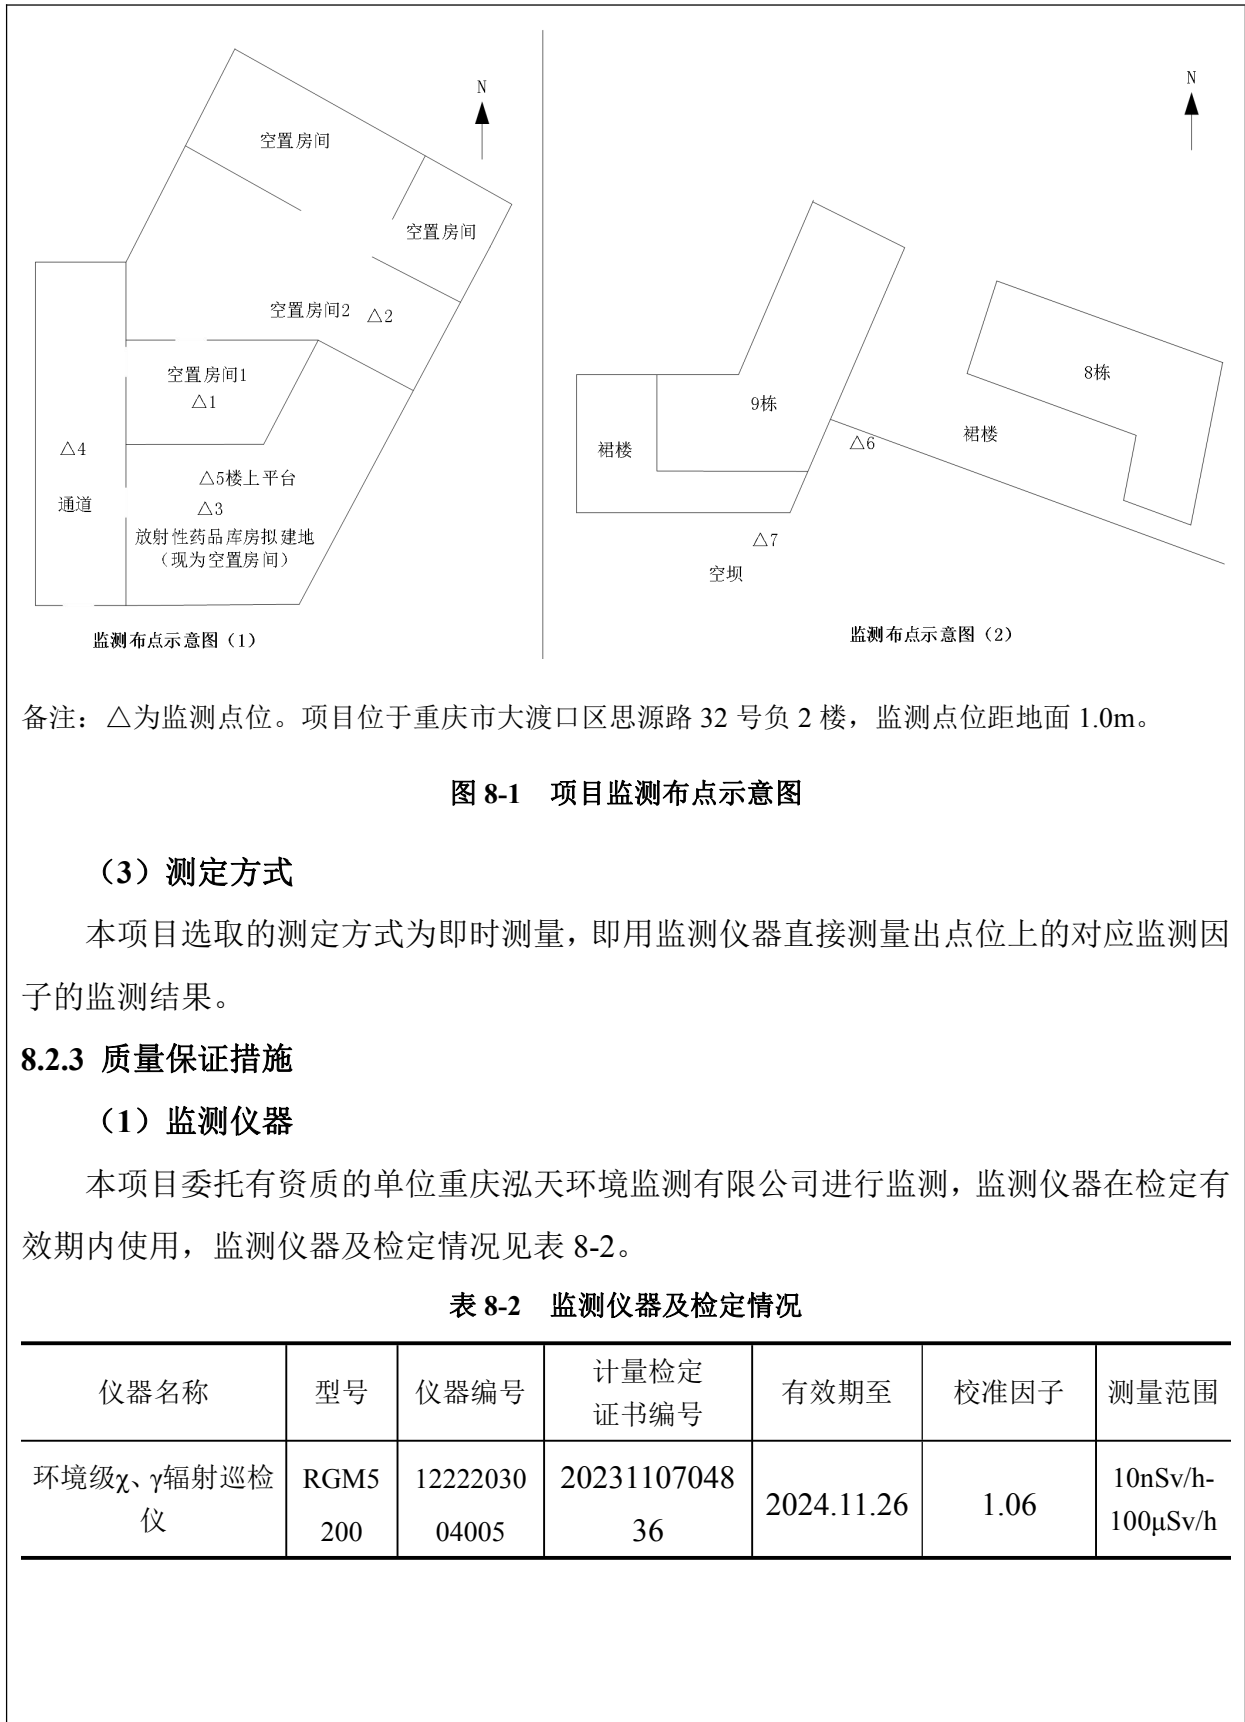 N
空置房间
空置房间
空置房间2 △2
空置房间1
△1
△4
通道
△5楼上平台
△3
放射性药品库房拟建地
（现为空置房间）
监测布点示意图（1）
N
8栋
9栋
裙楼
△6
裙楼
△7
空坝
监测布点示意图（2）
备注：△为监测点位。项目位于重庆市大渡口区思源路 32 号负 2 楼，监测点位距地面 1.0m。
图 8-1 项目监测布点示意图
（3）测定方式
本项目选取的测定方式为即时测量，即用监测仪器直接测量出点位上的对应监测因
子的监测结果。
8.2.3 质量保证措施
（1）监测仪器
本项目委托有资质的单位重庆泓天环境监测有限公司进行监测，监测仪器在检定有
效期内使用，监测仪器及检定情况见表 8-2。
表 8-2 监测仪器及检定情况
仪器名称 型号 仪器编号 计量检定 有效期至 校准因子 测量范围
证书编号
环境级χ、γ辐射巡检 RGM5 12222030 20231107048 2024.11.26 1.06 10nSv/h-
仪 200 04005 36 100μSv/h